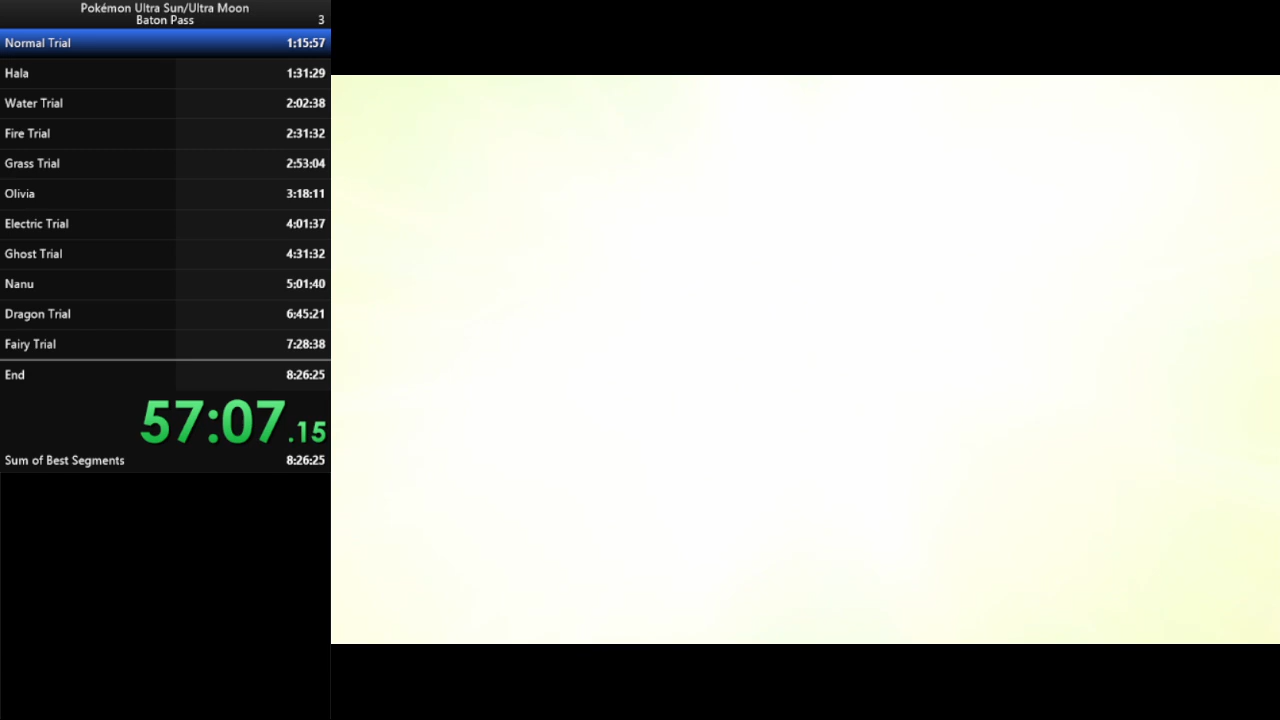 Pokémon Ultra Sun/Ultra Moon
Baton Pass 3
Normal Trial 1:15:57
Hala 1:31:29
Water Trial 2:02:38
Fire Trial 2:31:32
Grass Trial 2:53:04
Olivia 3:18:11
Electric Trial 4:01:37
Ghost Trial 4:31:32
Nanu 5:01:40
Dragon Trial 6:45:21
Fairy Trial 7:28:38
End 8:26:25
57:07.15
Sum of Best Segments 8:26:25